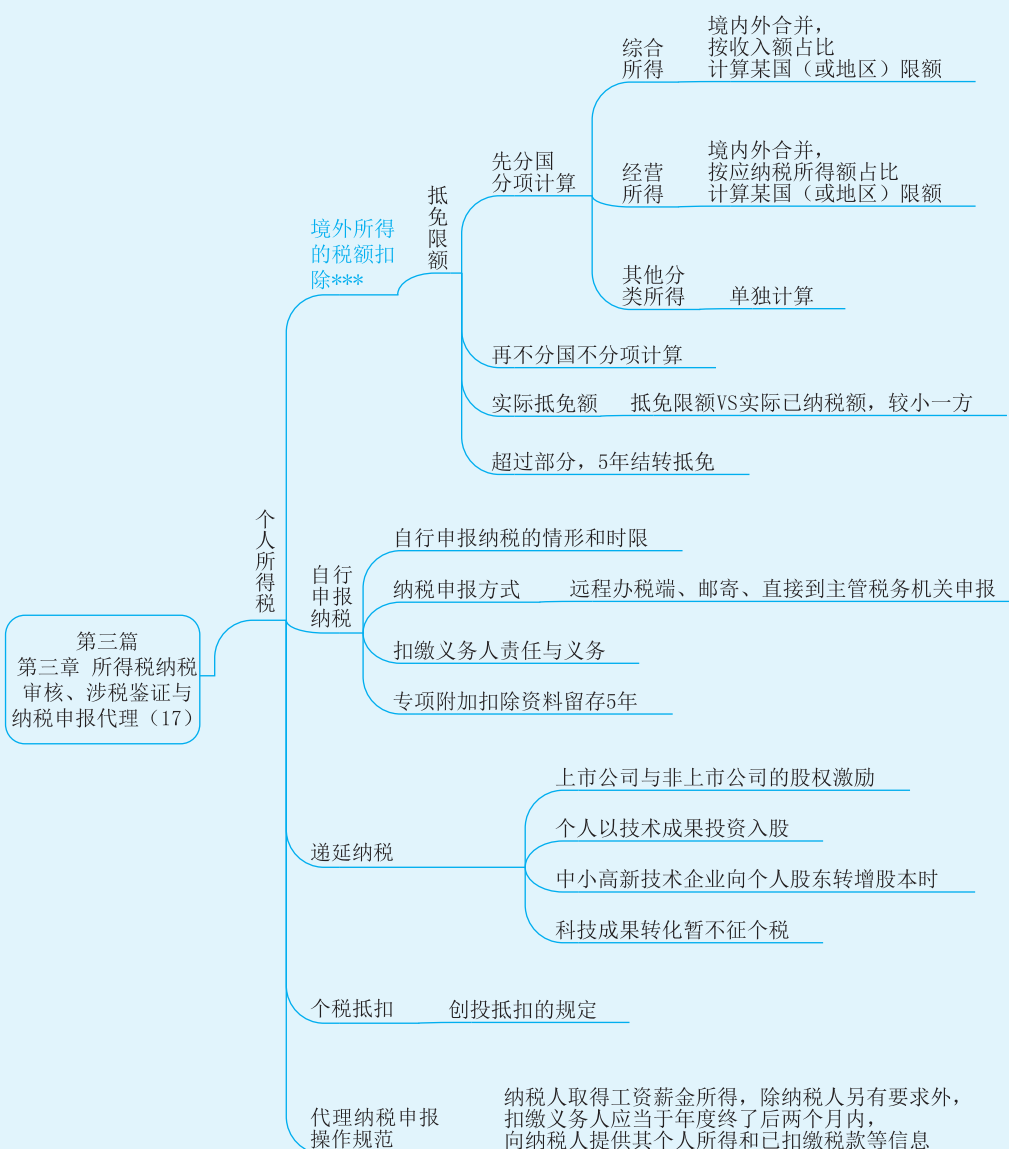 第三篇
第三章 所得税纳税
审核、涉税鉴证与
纳税申报代理（17）
个人所得税
境外所得
的税额扣
除***
抵免限额
先分国
分项计算
综合
所得
境内外合并，
按收入额占比
计算某国（或地区）限额
经营
所得
境内外合并，
按应纳税所得额占比
计算某国（或地区）限额
其他分
类所得
单独计算
再不分国不分项计算
实际抵免额
抵免限额VS实际已纳税额，较小一方
超过部分，5年结转抵免
自行
申报
纳税
自行申报纳税的情形和时限
纳税申报方式
远程办税端、邮寄、直接到主管税务机关申报
扣缴义务人责任与义务
专项附加扣除资料留存5年
递延纳税
上市公司与非上市公司的股权激励
个人以技术成果投资入股
中小高新技术企业向个人股东转增股本时
科技成果转化暂不征个税
个税抵扣
创投抵扣的规定
代理纳税申报
操作规范
纳税人取得工资薪金所得，除纳税人另有要求外，
扣缴义务人应当于年度终了后两个月内，
向纳税人提供其个人所得和已扣缴税款等信息